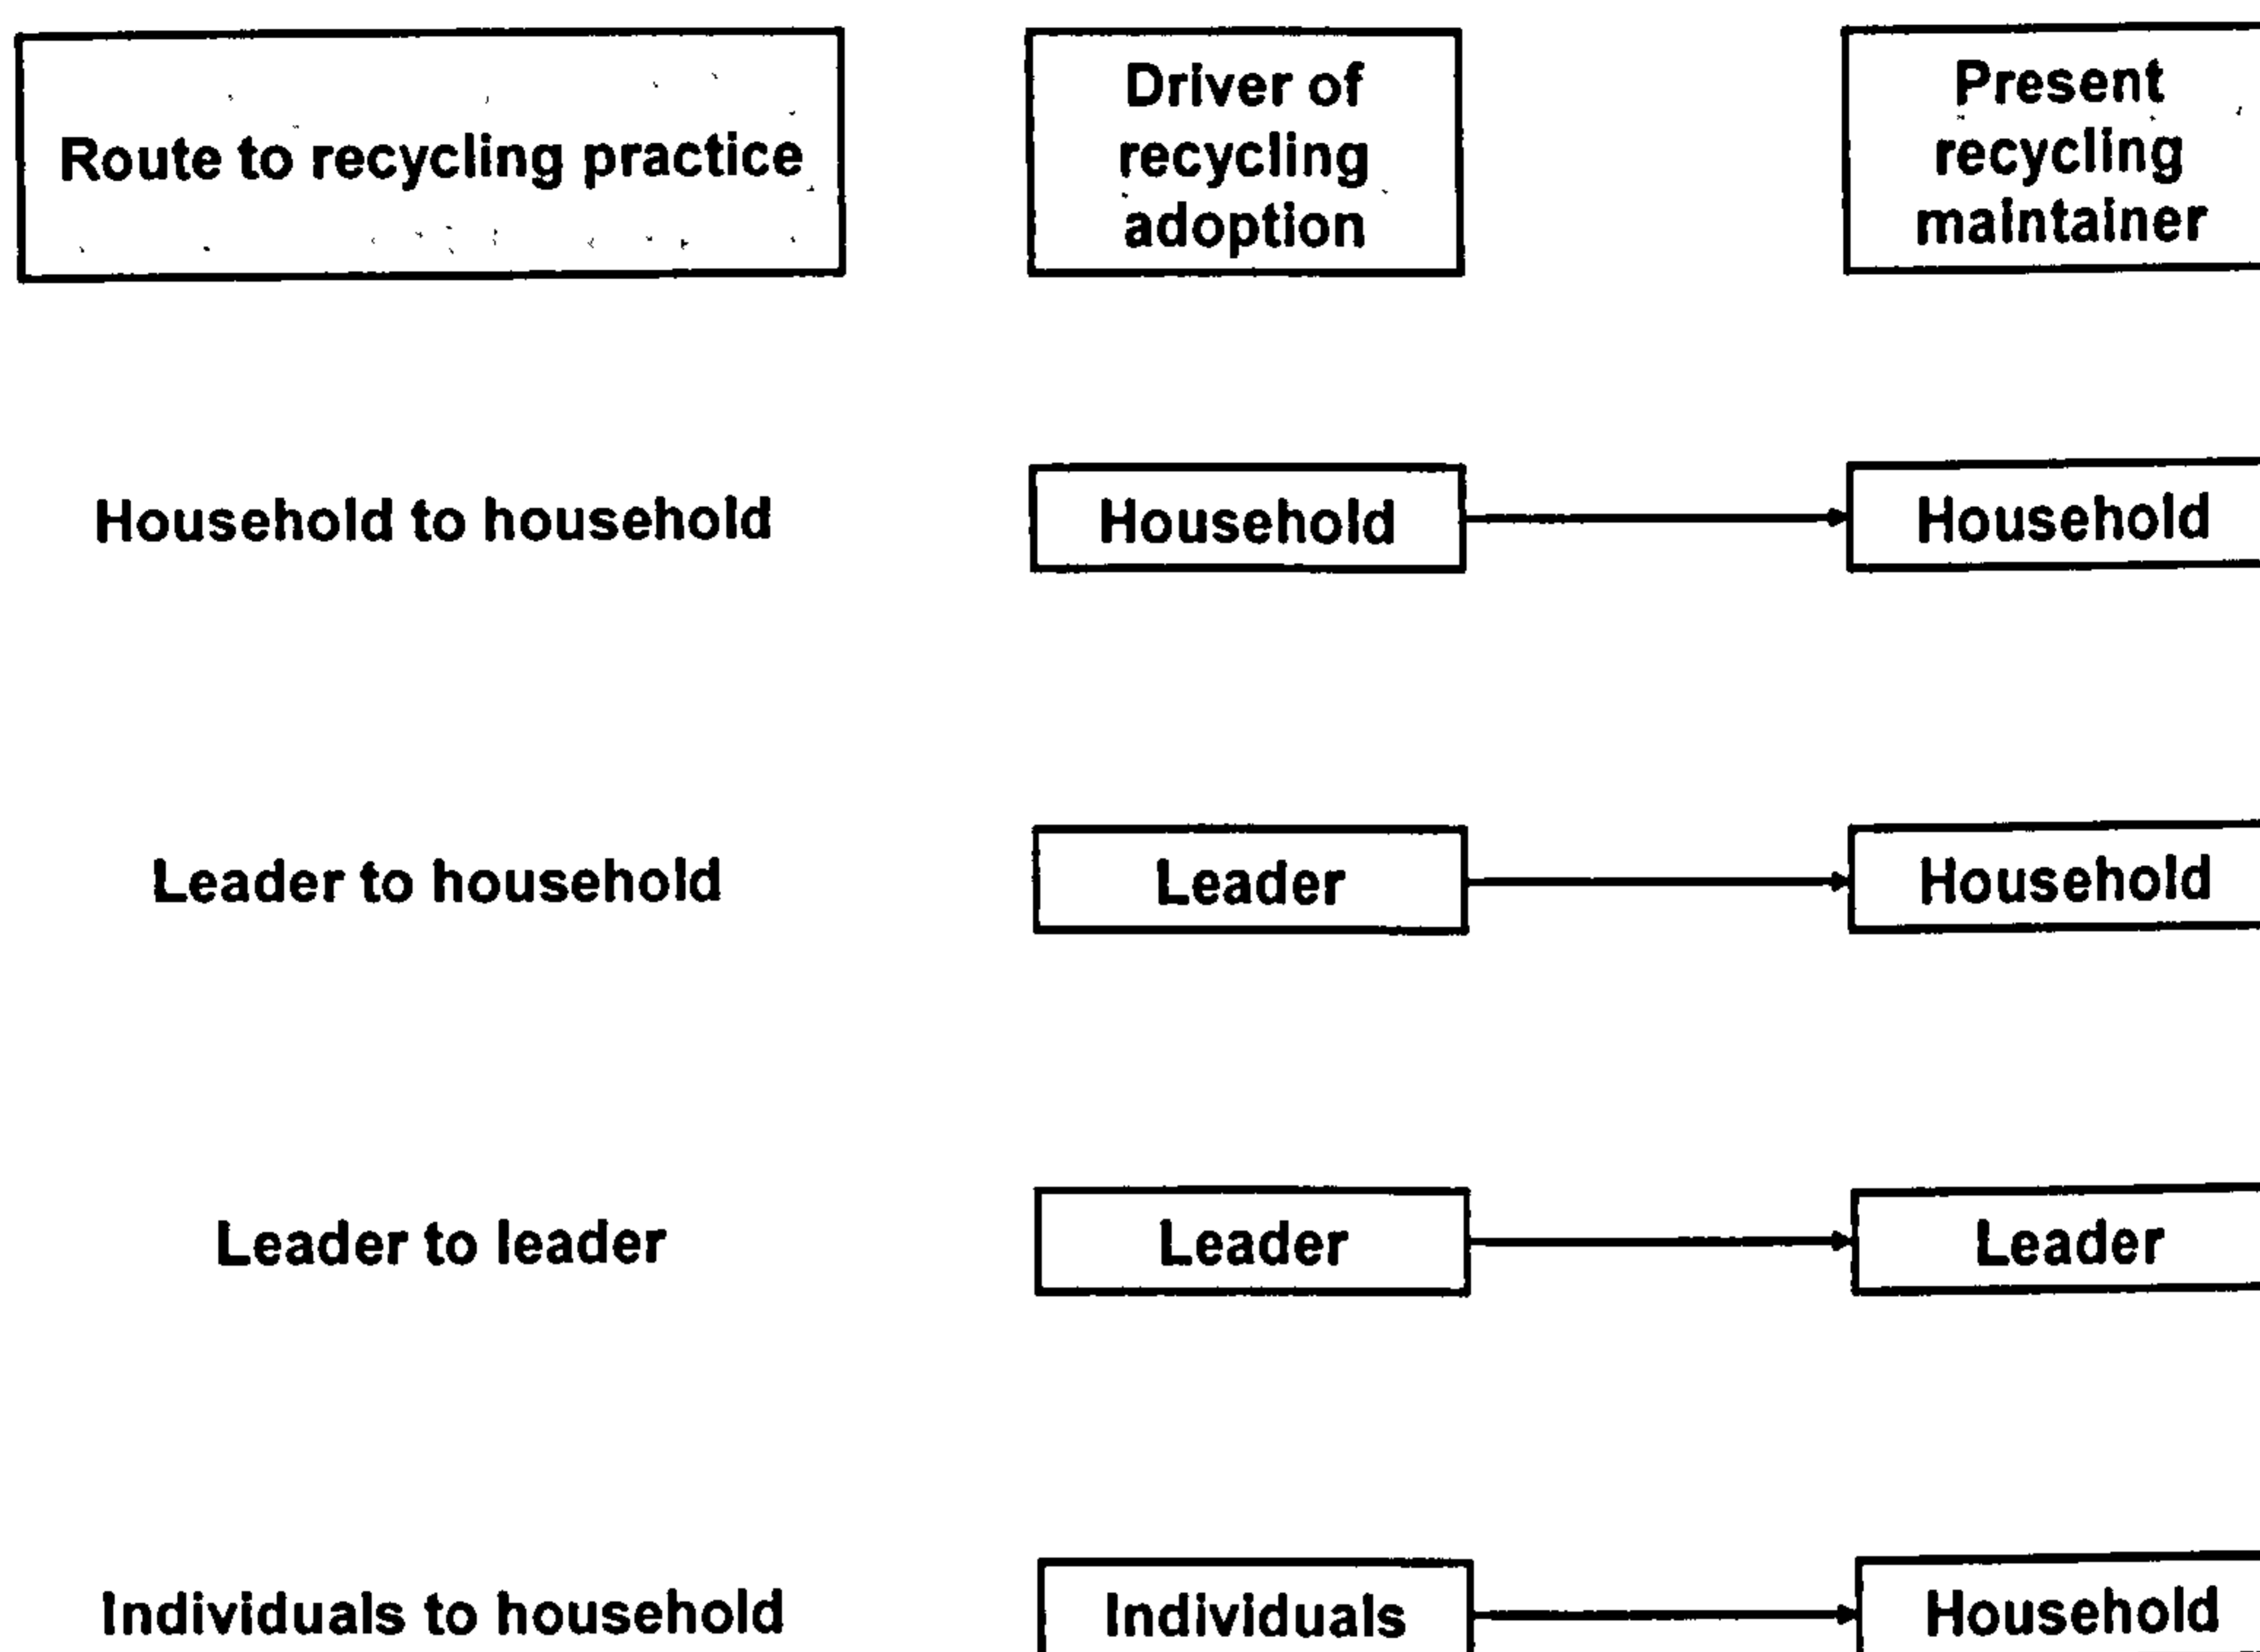 Route to recycling practice
Driver of
recycling
adoption
Present
recycling
maintainer
Household to household
Household
Household
Leader to household
Leader
Household
Leader to leader
Leader
Leader
Individuals to household
Individuals
Household